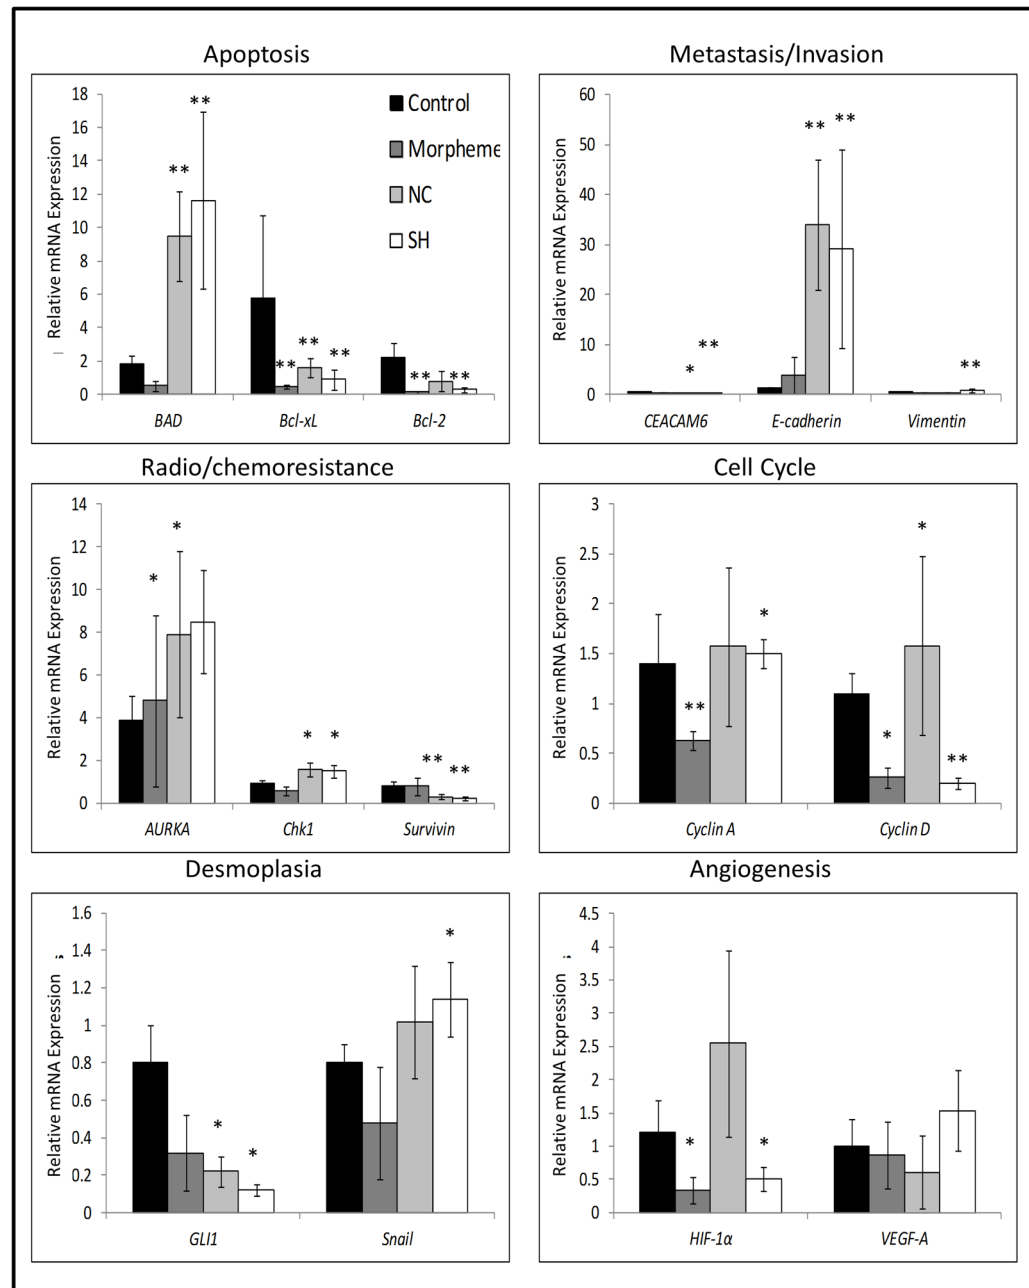 Apoptosis
Metastasis/Invasion
18
16
14
12
10
8
6
4
2
0
Relative mRNA Expression
**
**
**
**
**
**
**
Control
Morpheme
NC
SH
BAD
Bcl-xL
Bcl-2
60
50
40
30
20
10
0
Relative mRNA Expression
**
*
**
**
**
CEACAM6
E-cadherin
Vimentin
Radio/chemoresistance
Cell Cycle
14
12
10
8
6
4
2
0
Relative mRNA Expression
*
*
*
*
**
**
AURKA
Chk1
Survivin
3
2.5
2
1.5
1
0.5
0
Relative mRNA Expression
**
*
*
*
**
Cyclin A
Cyclin D
Desmoplasia
Angiogenesis
1.6
1.4
1.2
1
0.8
0.6
0.4
0.2
0
Relative mRNA Expression
*
*
*
GLI1
Snail
4.5
4
3.5
3
2.5
2
1.5
1
0.5
0
Relative mRNA Expression
*
*
HIF-1α
VEGF-A